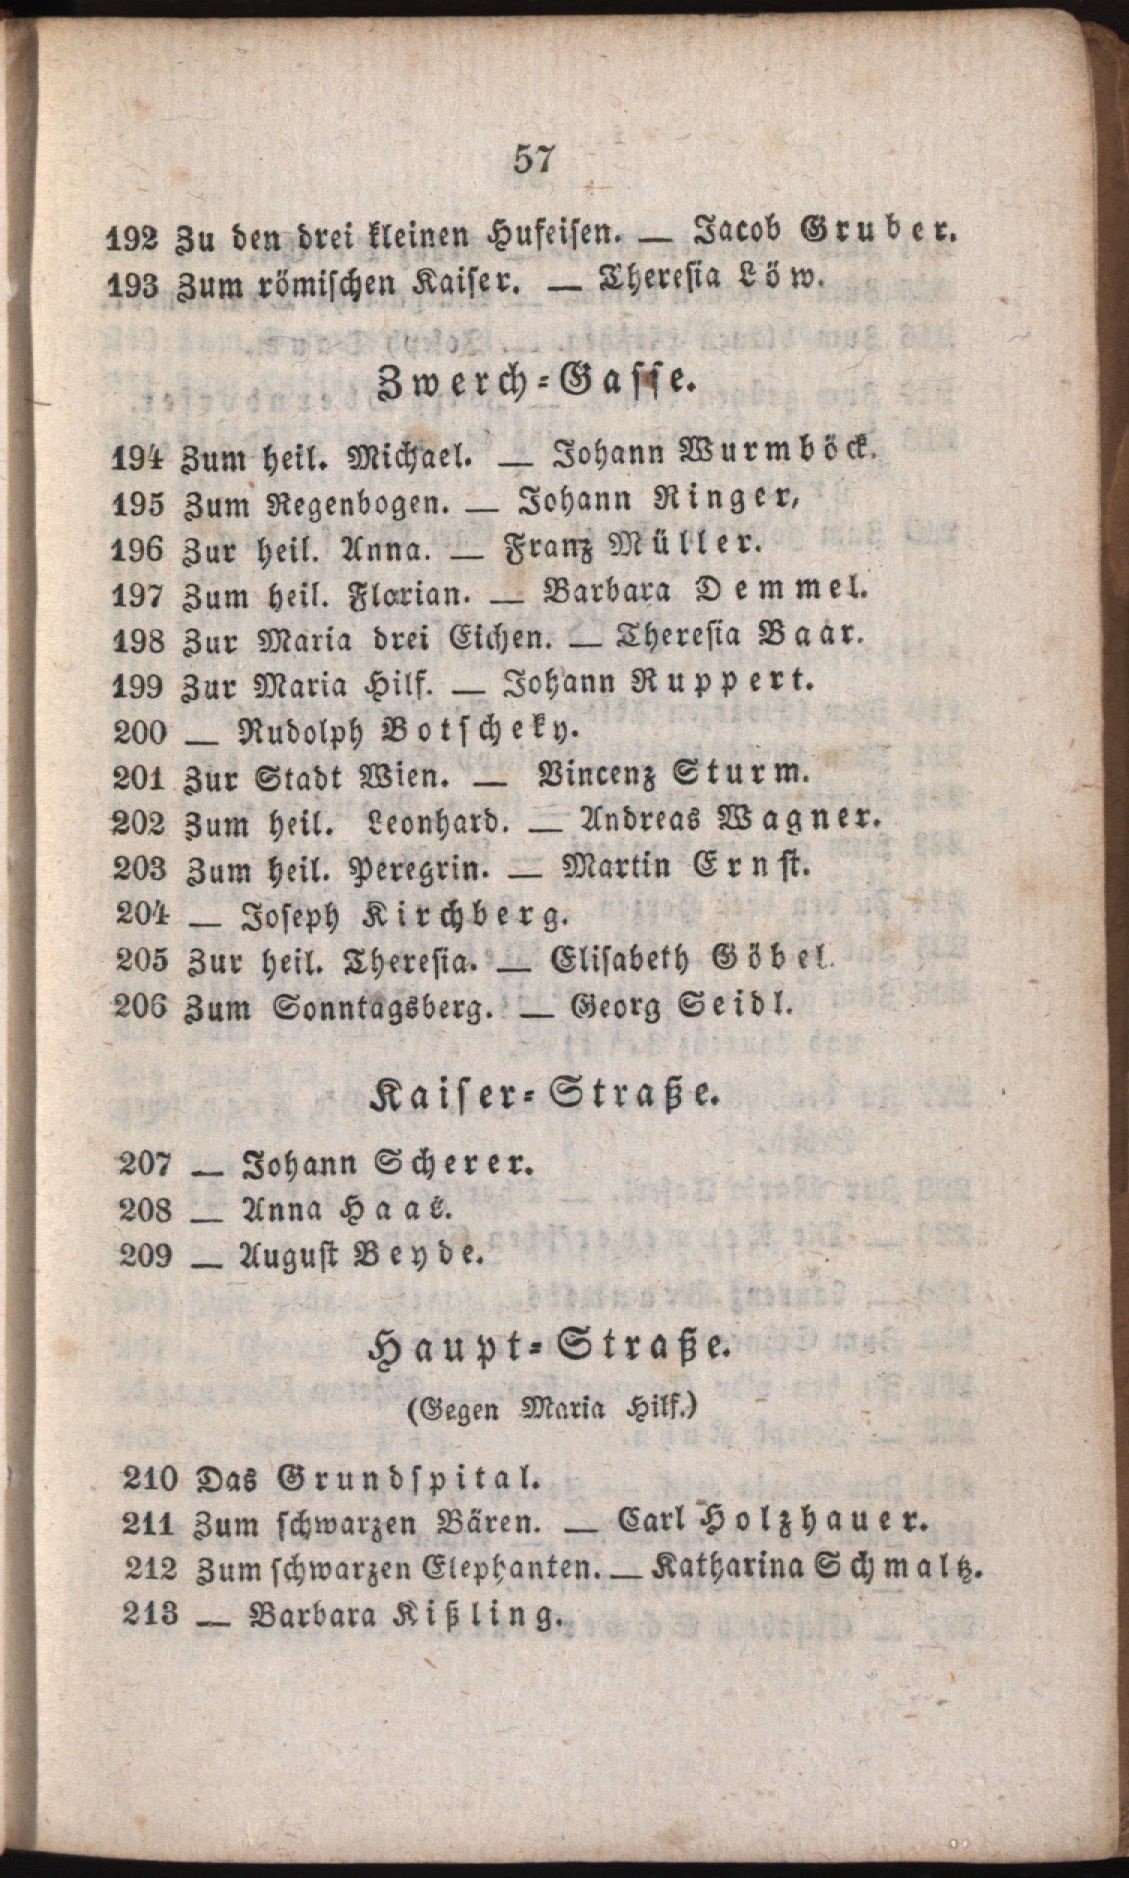 57
192 Zu den drei kleinen Hufeisen. — Jacob Gruber.
193 Zum römischen Kaiser. — Theresia Löw.
Zwerch-Gasse.
194 Zum heil. Michael. — Johann Wurmböck.
195 Zum Regenbogen. — Johann Ringer,
196 Zur heil. Anna. — Franz Müller.
197 Zum heil. Florian. — Barbara Demmel.
198 Zur Maria drei Eichen. — Theresia Baar.
199 Zur Maria Hilf. — Johann Ruppert.
200 — Rudolph Botscheky.
201 Zur Stadt Wien. — Vincenz Sturm.
202 Zum heil. Leonhard. — Andreas Wagner.
203 Zum heil. Peregrin. — Martin Ernst.
204 — Joseph Kirchberg.
205 Zur heil. Theresia. — Elisabeth Göbel.
206 Zum Sonntagsberg. — Georg Seidl.
Kaiser-Straße.
207 — Johann Scherer.
208 — Anna Haas.
209 — August Beyde.
Haupt-Straße.
(Gegen Maria Hilf.)
210 Das Grundspital.
211 Zum schwarzen Bären. — Carl Holzhauer.
212 Zum schwarzen Elephanten. — Katharina Schmaltz.
213 — Barbara Kißling.